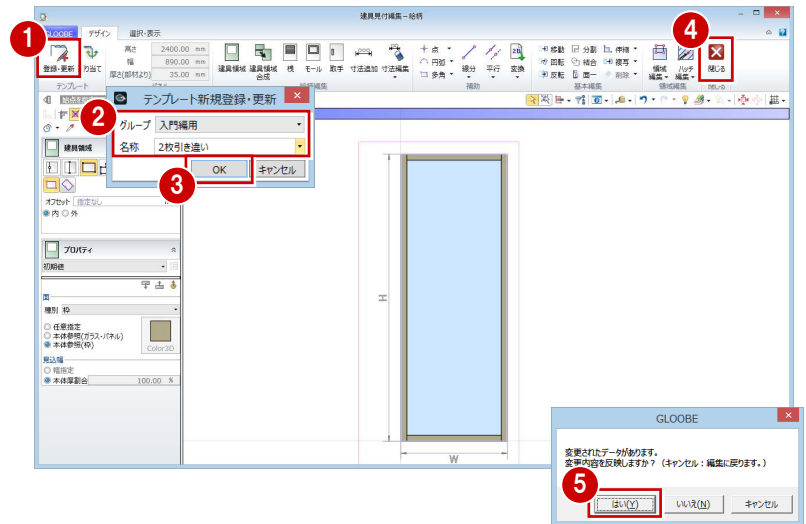 建具見付編集－絵柄
GLOOBE デザイン 選択・表示
1
登録・更新
割り当て
テンプレート
高さ 2400.00 mm
幅 890.00 mm
厚さ(部材より) 35.00 mm
建具領域
建具領域
合成
桟
モール
取手
寸法追加
寸法編集
点
円弧
多角
線分
平行
変換
補助
移動 分割 伸縮
回転 結合 複写
反転 面一 削除
基本編集
領域
編集
ハッチ
編集
領域編集
4
閉じる
閉じる
テンプレート新規登録・更新
2
グループ 入門編用
名称 2枚引き違い
3
OK キャンセル
建具領域
オフセット 指定なし
内 外
プロパティ
初期値
面
種別 枠
任意指定
本体参照(ガラス・パネル)
本体参照(枠)
Color3D
見込幅
幅指定
本体厚割合 100.00 %
H
W
GLOOBE
変更されたデータがあります。
変更内容を反映しますか？（キャンセル：編集に戻ります。）
5
はい(Y) いいえ(N) キャンセル